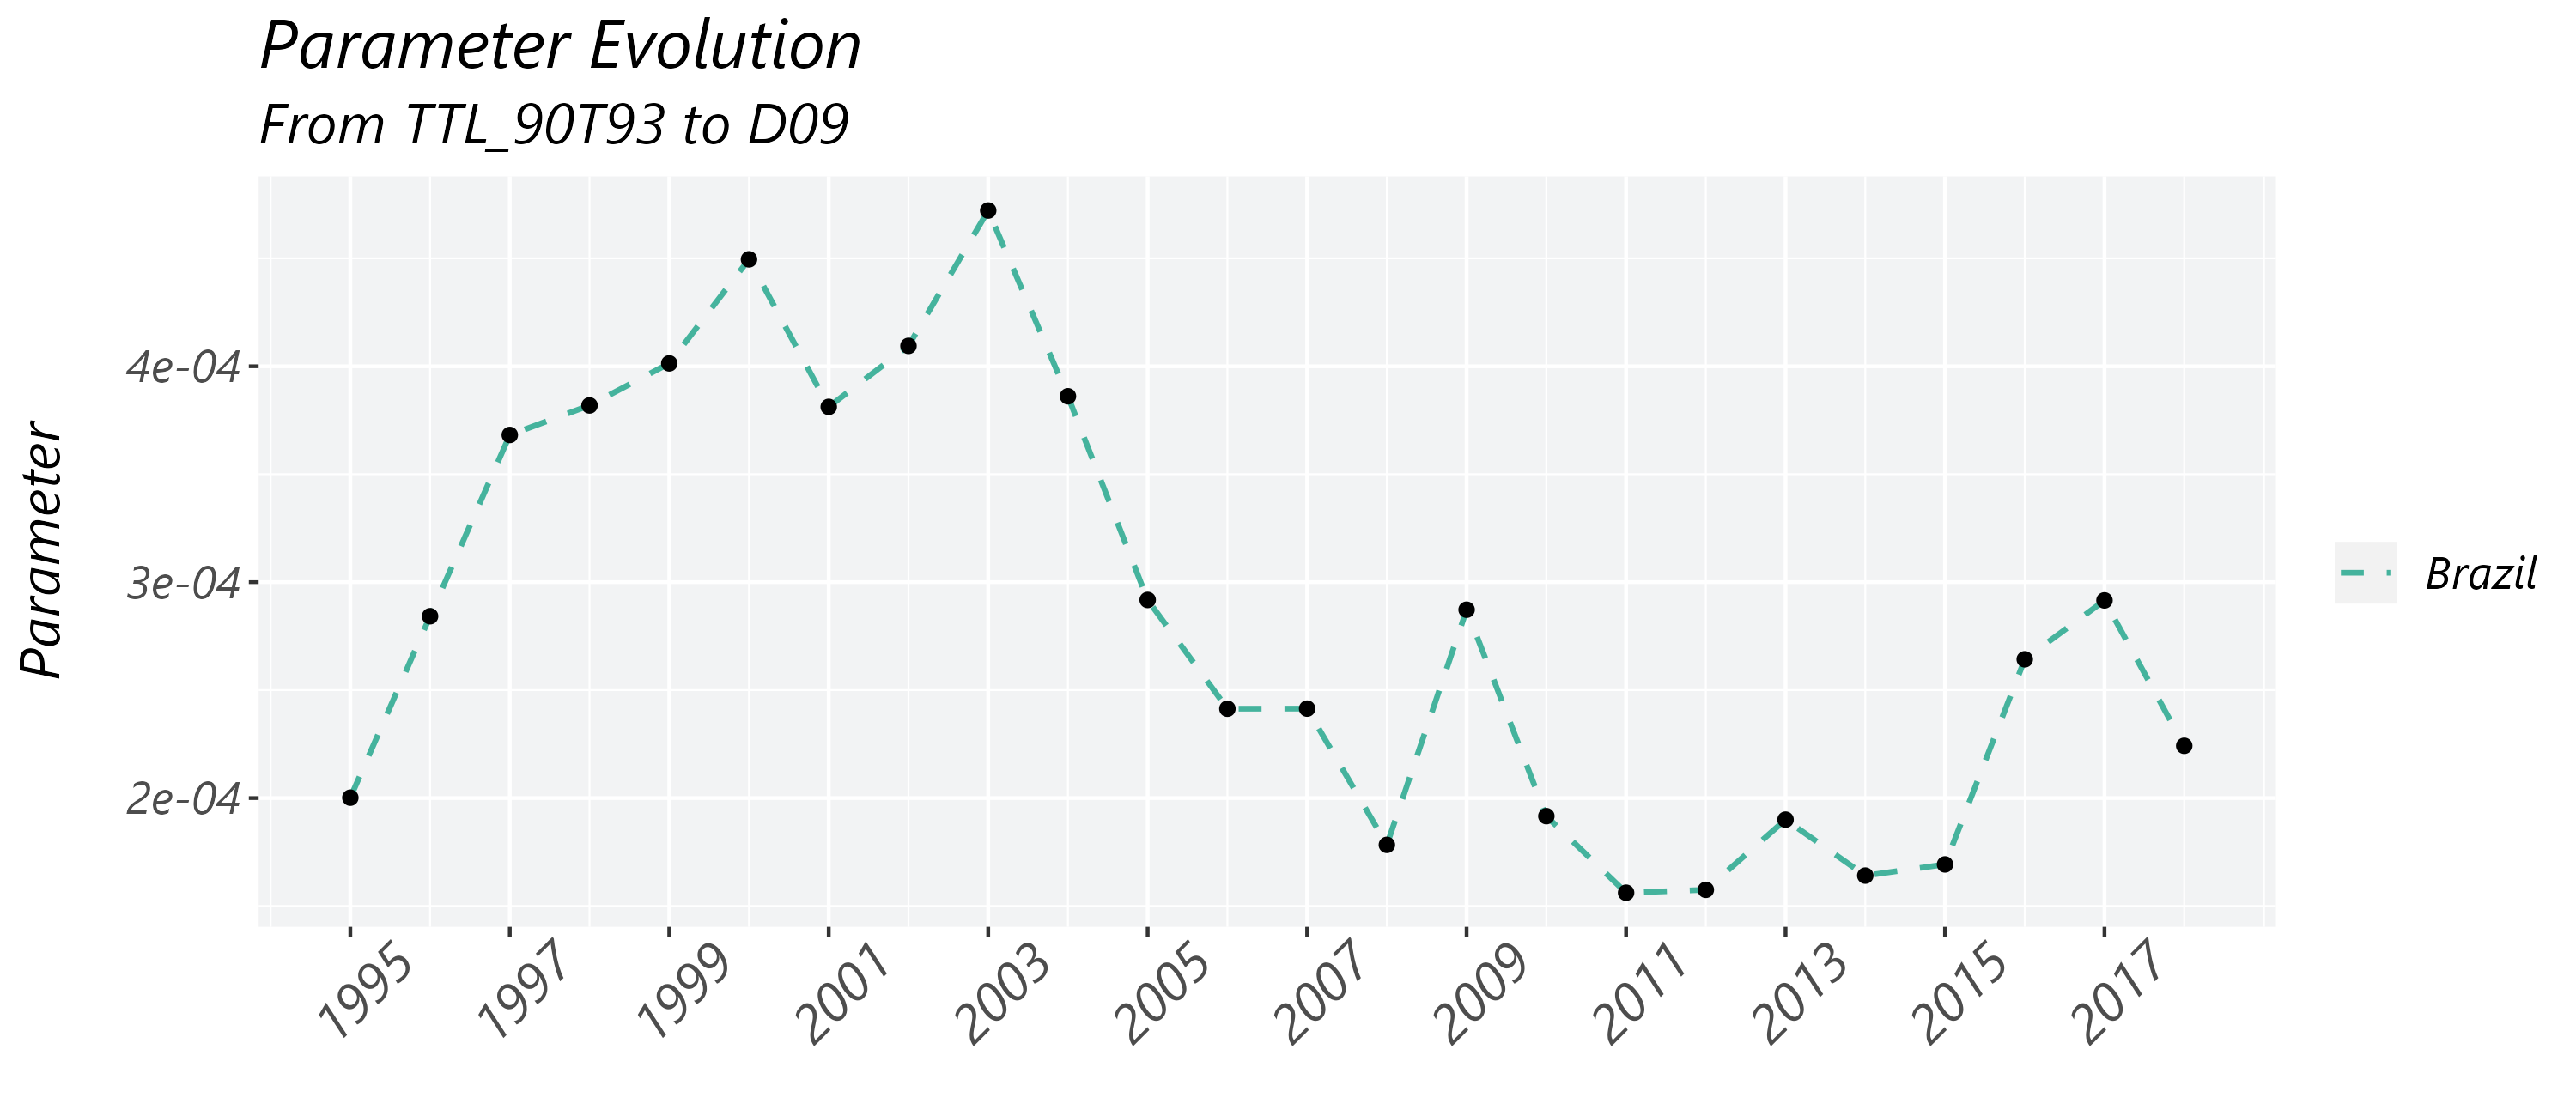 Parameter Evolution
From TTL_90T93 to D09
Parameter
4e-04
3e-04
2e-04
1995
1997
1999
2001
2003
2005
2007
2009
2011
2013
2015
2017
Brazil